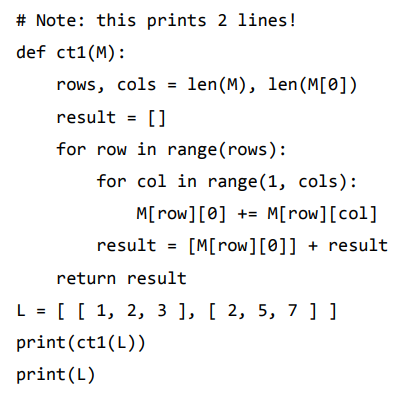 # Note: this prints 2 lines!
def ct1(M):
    rows, cols = len(M), len(M[0])
    result = []
    for row in range(rows):
        for col in range(1, cols):
            M[row][0] += M[row][col]
        result = [M[row][0]] + result
    return result
L = [ [ 1, 2, 3 ], [ 2, 5, 7 ] ]
print(ct1(L))
print(L)